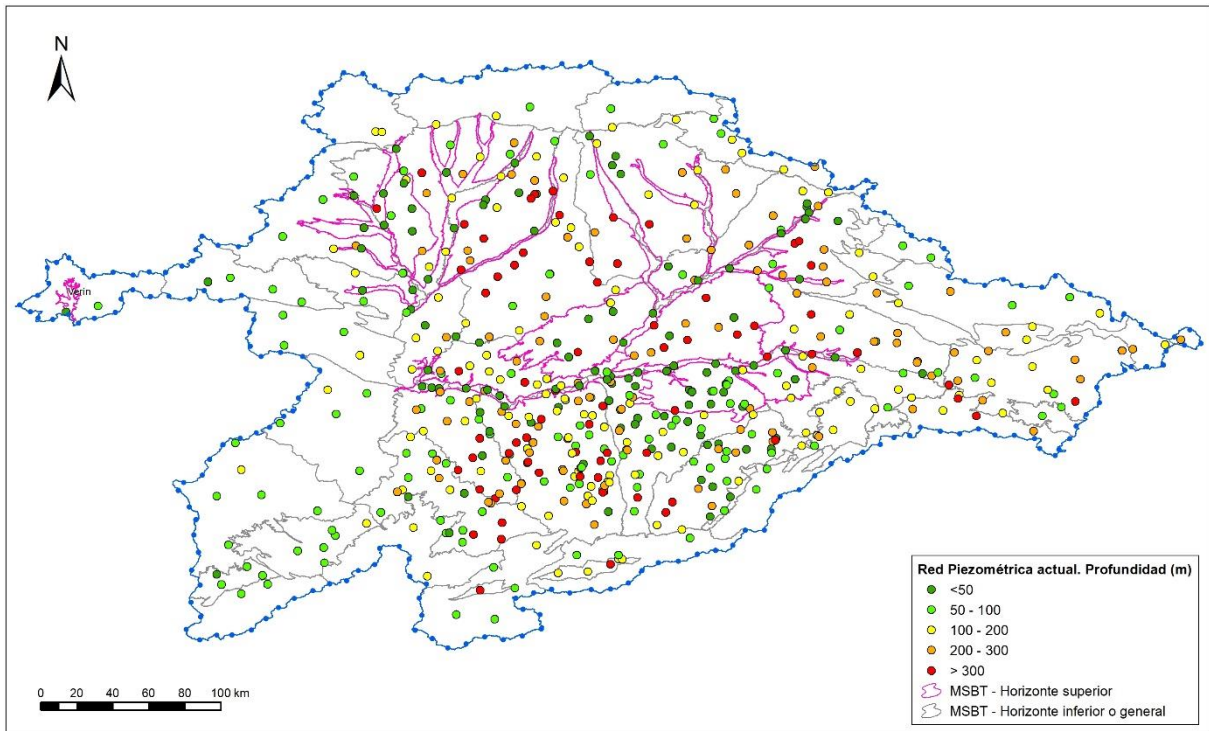 N
Verín
Red Piezométrica actual. Profundidad (m)
<50
50 - 100
100 - 200
200 - 300
> 300
MSBT - Horizonte superior
MSBT - Horizonte inferior o general
0 10 20 40 60 80 100 km